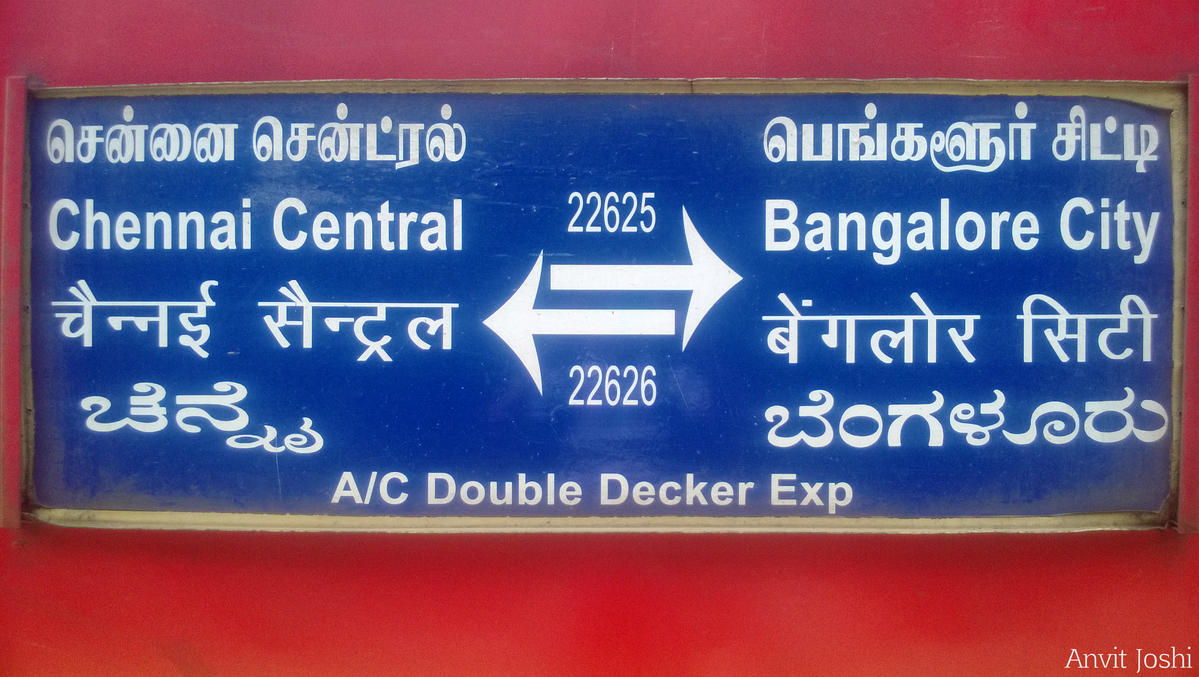 சென்னை சென்ட்ரல்
Chennai Central
चैन्नई सैन्ट्रल
ಚೆನ್ನೈ
22625
22626
பெங்களூர் சிட்டி
Bangalore City
बेंगलोर सिटी
ಬೆಂಗಳೂರು
A/C Double Decker Exp
Anvit Joshi